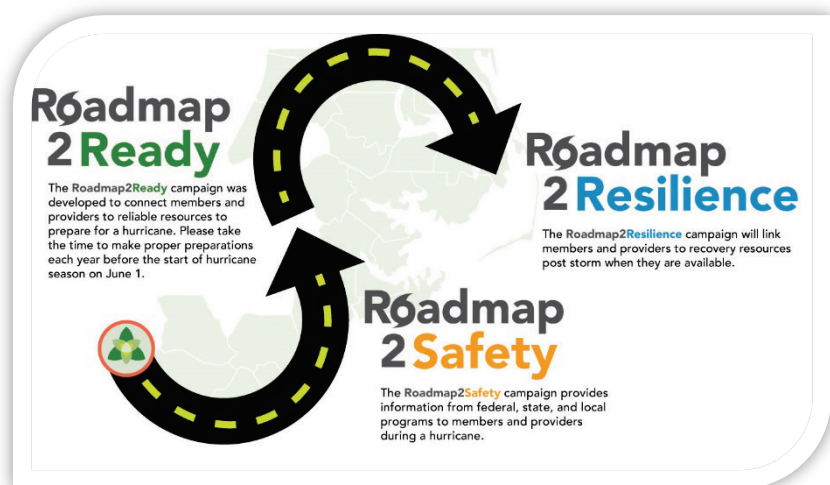 Roadmap
2 Ready
The Roadmap2Ready campaign was
developed to connect members and
providers to reliable resources to
prepare for a hurricane. Please take
the time to make proper preparations
each year before the start of hurricane
season on June 1.
Roadmap
2 Safety
The Roadmap2Safety campaign provides
information from federal, state, and local
programs to members and providers
during a hurricane.
Roadmap
2 Resilience
The Roadmap2Resilience campaign will link
members and providers to recovery resources
post storm when they are available.